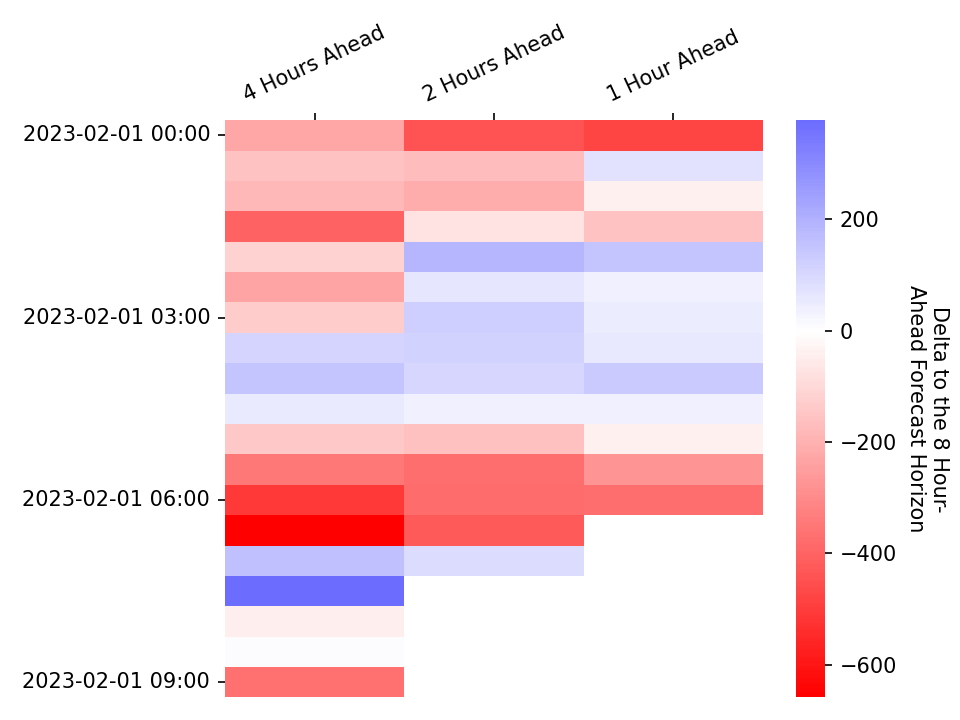 4 Hours Ahead
2 Hours Ahead
1 Hour Ahead
2023-02-01 00:00
2023-02-01 03:00
2023-02-01 06:00
2023-02-01 09:00
200
0
−200
−400
−600
Delta to the 8 Hour-
Ahead Forecast Horizon